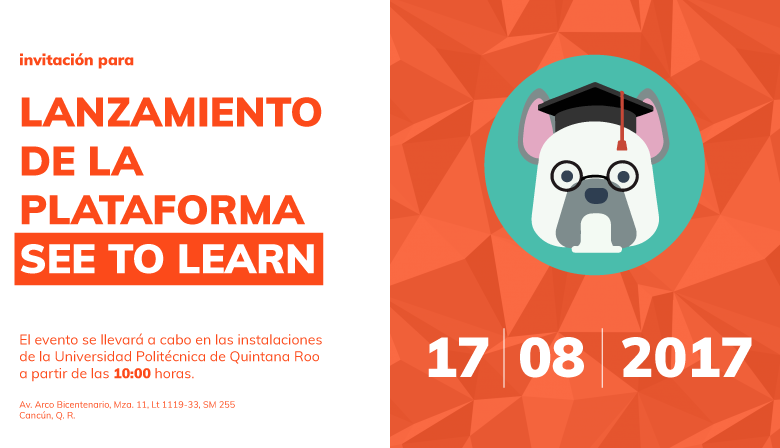 invitación para
LANZAMIENTO
DE LA
PLATAFORMA
SEE TO LEARN
El evento se llevará a cabo en las instalaciones
de la Universidad Politécnica de Quintana Roo
a partir de las 10:00 horas.
Av. Arco Bicentenario, Mza. 11, Lt 1119-33, SM 255
Cancún, Q. R.
17 08 2017